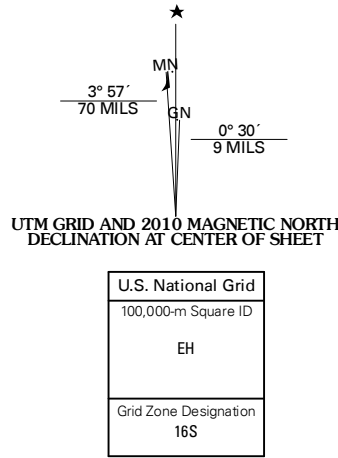 MN
3° 57´
70 MILS
GN
0° 30´
9 MILS
UTM GRID AND 2010 MAGNETIC NORTH
DECLINATION AT CENTER OF SHEET
U.S. National Grid
100,000-m Square ID
EH
Grid Zone Designation
16S